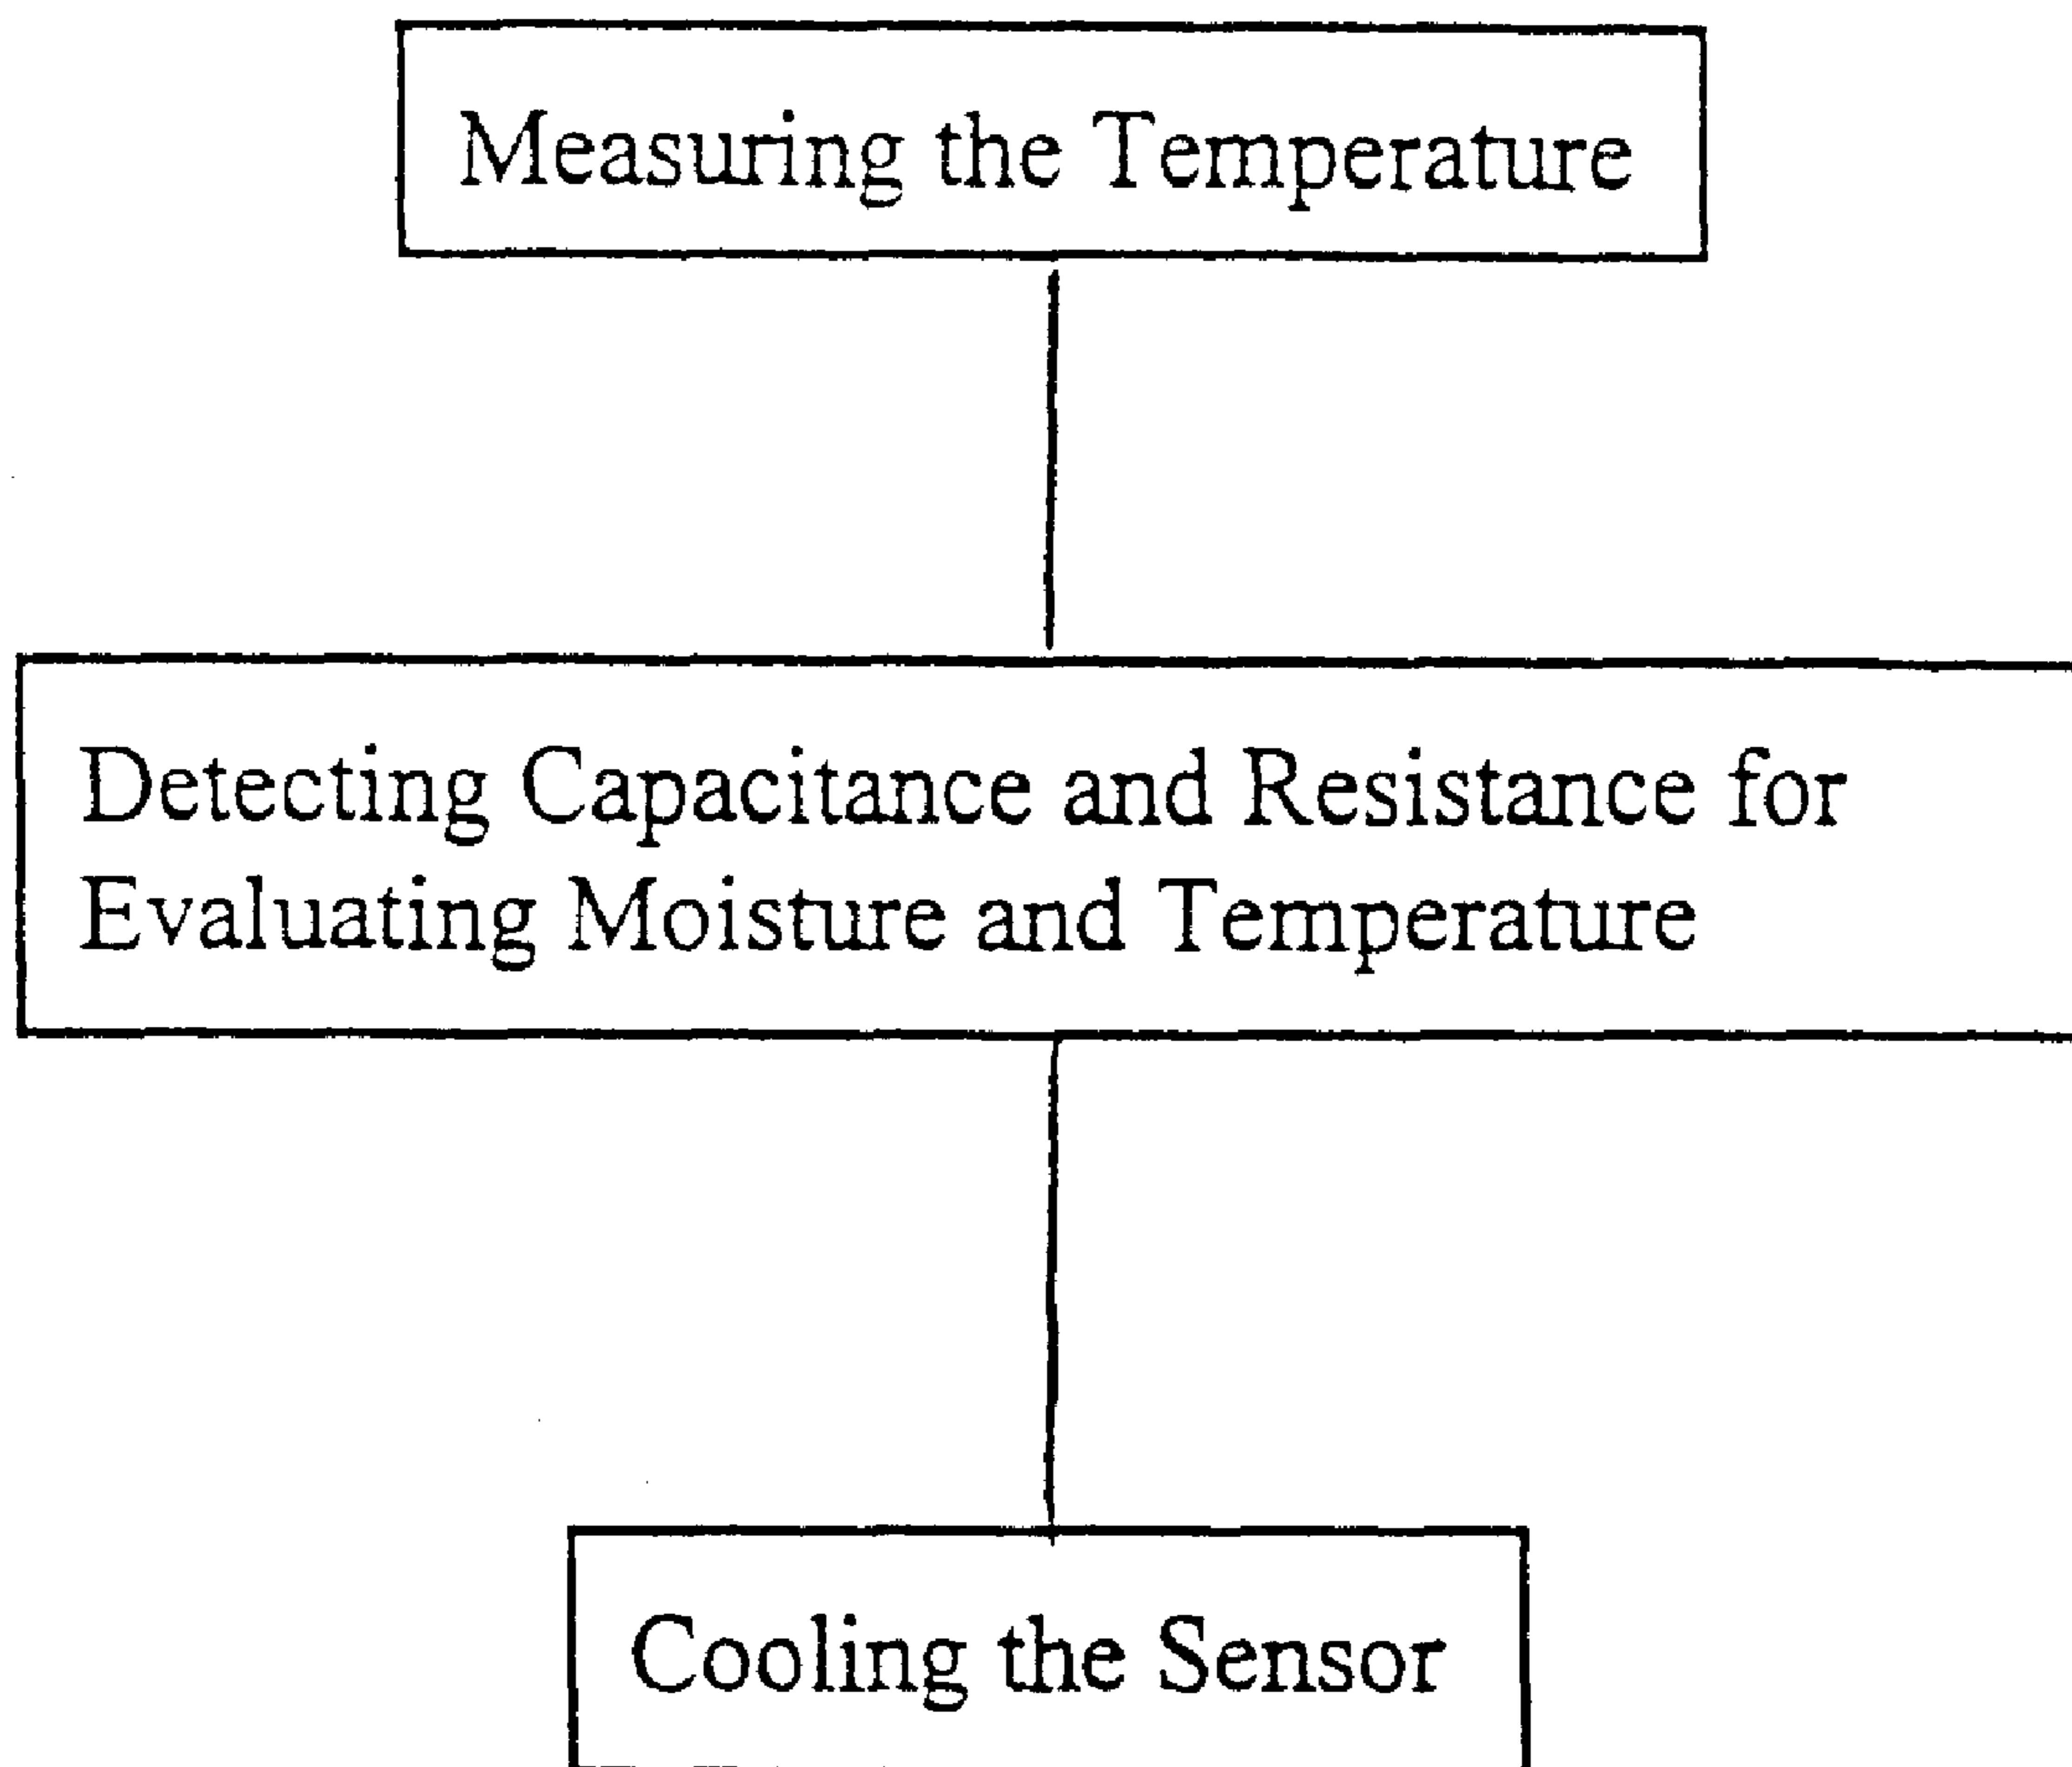 Measuring the Temperature
Detecting Capacitance and Resistance for
Evaluating Moisture and Temperature
Cooling the Sensor